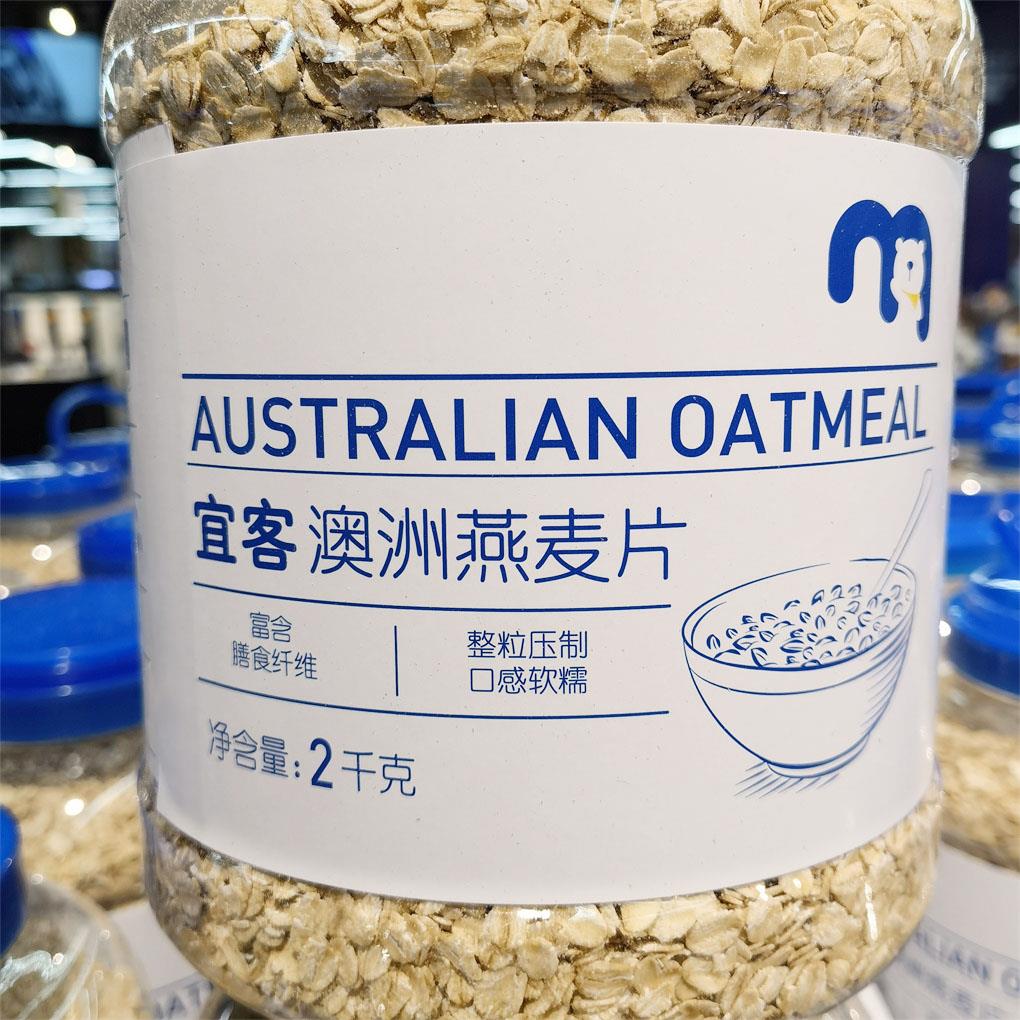 AUSTRALIAN OATMEAL
宜客 澳洲燕麦片
富含
膳食纤维
整粒压制
口感软糯
净含量：2千克